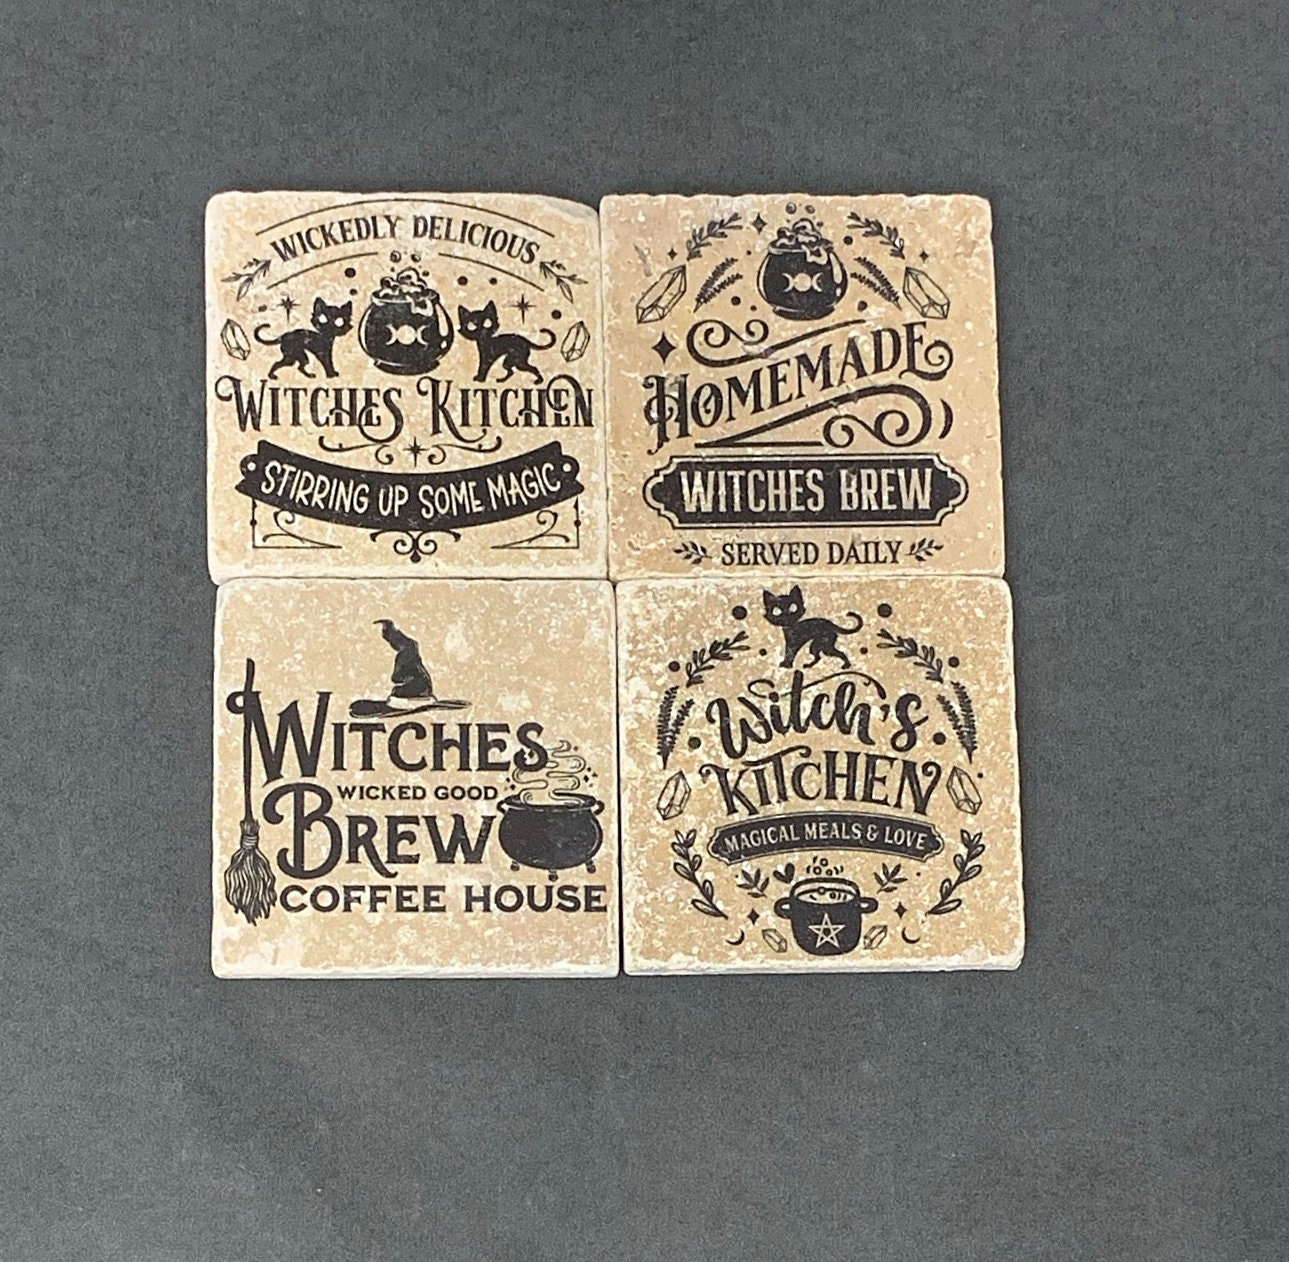 WICKEDLY DELICIOUS
WITCHES KITCHEN
STIRRING UP SOME MAGIC
HOMEMADE
WITCHES BREW
SERVED DAILY
WITCHES
WICKED GOOD
BREW
COFFEE HOUSE
Witch's
KITCHEN
MAGICAL MEALS & LOVE